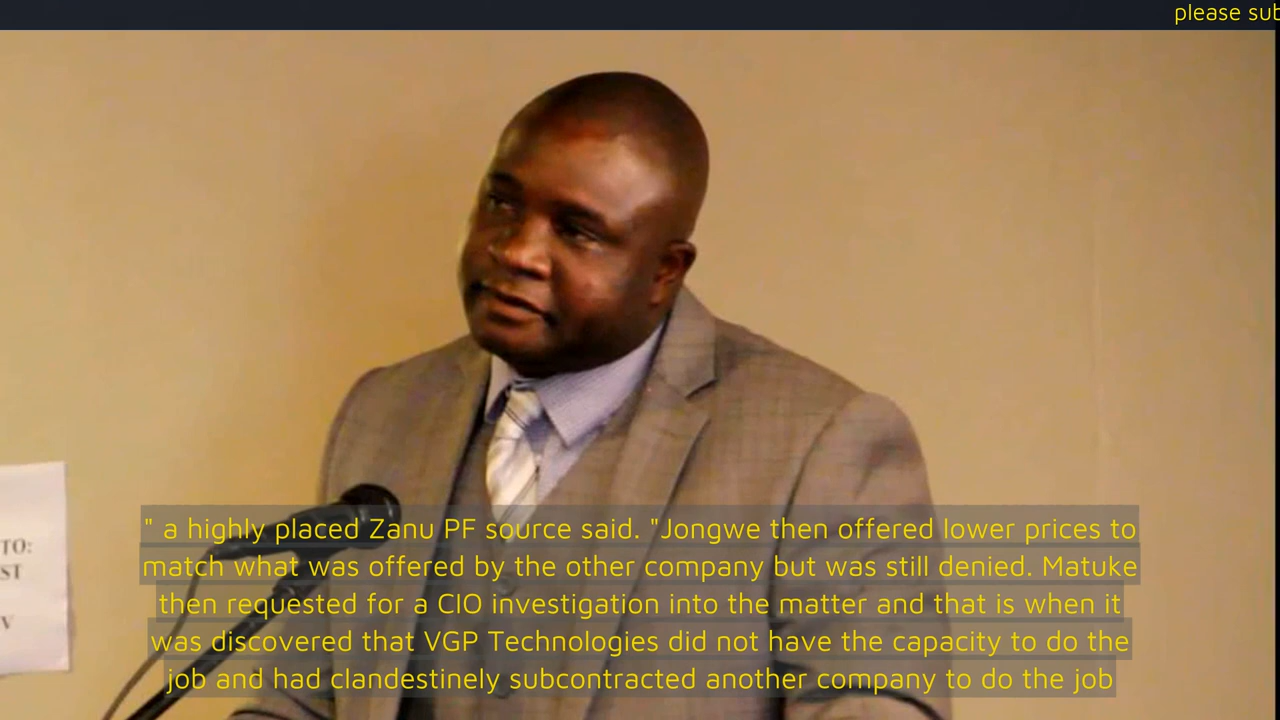 please sub
" a highly placed Zanu PF source said. "Jongwe then offered lower prices to
match what was offered by the other company but was still denied. Matuke
then requested for a CIO investigation into the matter and that is when it
was discovered that VGP Technologies did not have the capacity to do the
job and had clandestinely subcontracted another company to do the job
TO:
ST
V